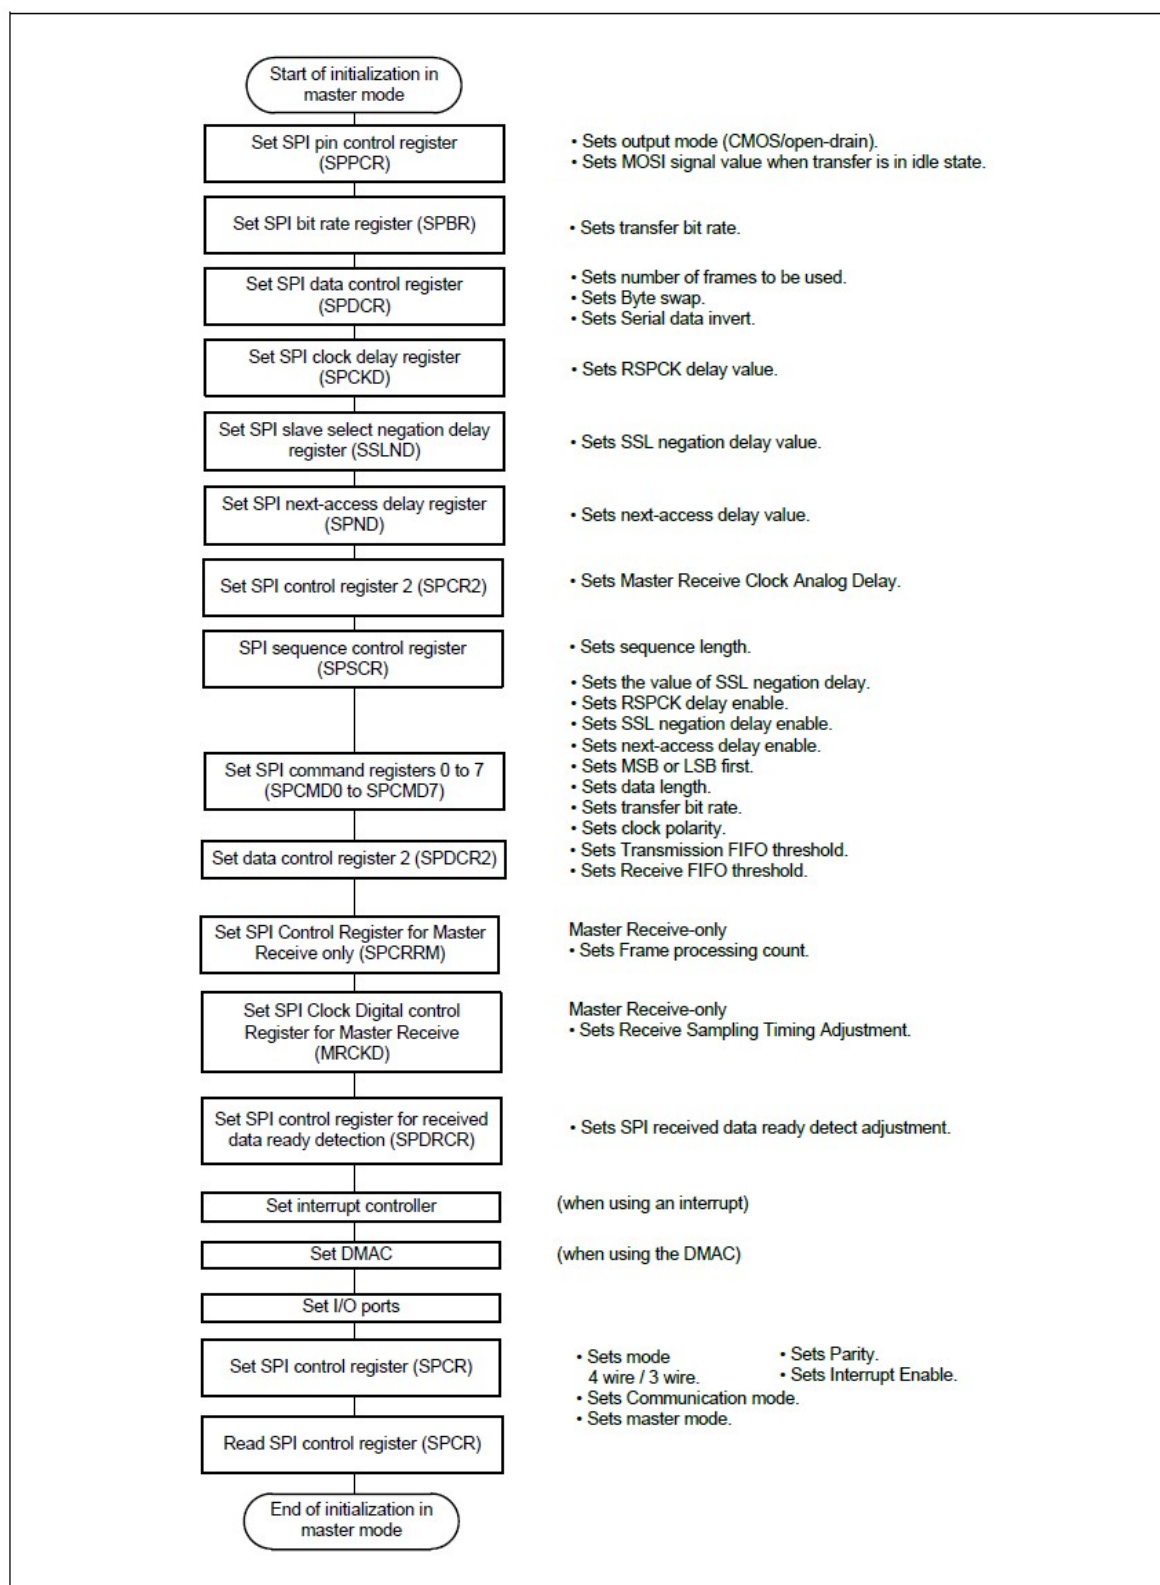 Start of initialization in
master mode
Set SPI pin control register
(SPPCR)
• Sets output mode (CMOS/open-drain).
• Sets MOSI signal value when transfer is in idle state.
Set SPI bit rate register (SPBR)
• Sets transfer bit rate.
Set SPI data control register
(SPDCR)
• Sets number of frames to be used.
• Sets Byte swap.
• Sets Serial data invert.
Set SPI clock delay register
(SPCKD)
• Sets RSPCK delay value.
Set SPI slave select negation delay
register (SSLND)
• Sets SSL negation delay value.
Set SPI next-access delay register
(SPND)
• Sets next-access delay value.
Set SPI control register 2 (SPCR2)
• Sets Master Receive Clock Analog Delay.
SPI sequence control register
(SPSCR)
• Sets sequence length.
Set SPI command registers 0 to 7
(SPCMD0 to SPCMD7)
• Sets the value of SSL negation delay.
• Sets RSPCK delay enable.
• Sets SSL negation delay enable.
• Sets next-access delay enable.
• Sets MSB or LSB first.
• Sets data length.
• Sets transfer bit rate.
• Sets clock polarity.
Set data control register 2 (SPDCR2)
• Sets Transmission FIFO threshold.
• Sets Receive FIFO threshold.
Set SPI Control Register for Master
Receive only (SPCRRM)
Master Receive-only
• Sets Frame processing count.
Set SPI Clock Digital control
Register for Master Receive
(MRCKD)
Master Receive-only
• Sets Receive Sampling Timing Adjustment.
Set SPI control register for received
data ready detection (SPDRCR)
• Sets SPI received data ready detect adjustment.
Set interrupt controller
(when using an interrupt)
Set DMAC
(when using the DMAC)
Set I/O ports
Set SPI control register (SPCR)
• Sets mode
4 wire / 3 wire.
• Sets Communication mode.
• Sets master mode.
• Sets Parity.
• Sets Interrupt Enable.
Read SPI control register (SPCR)
End of initialization in
master mode